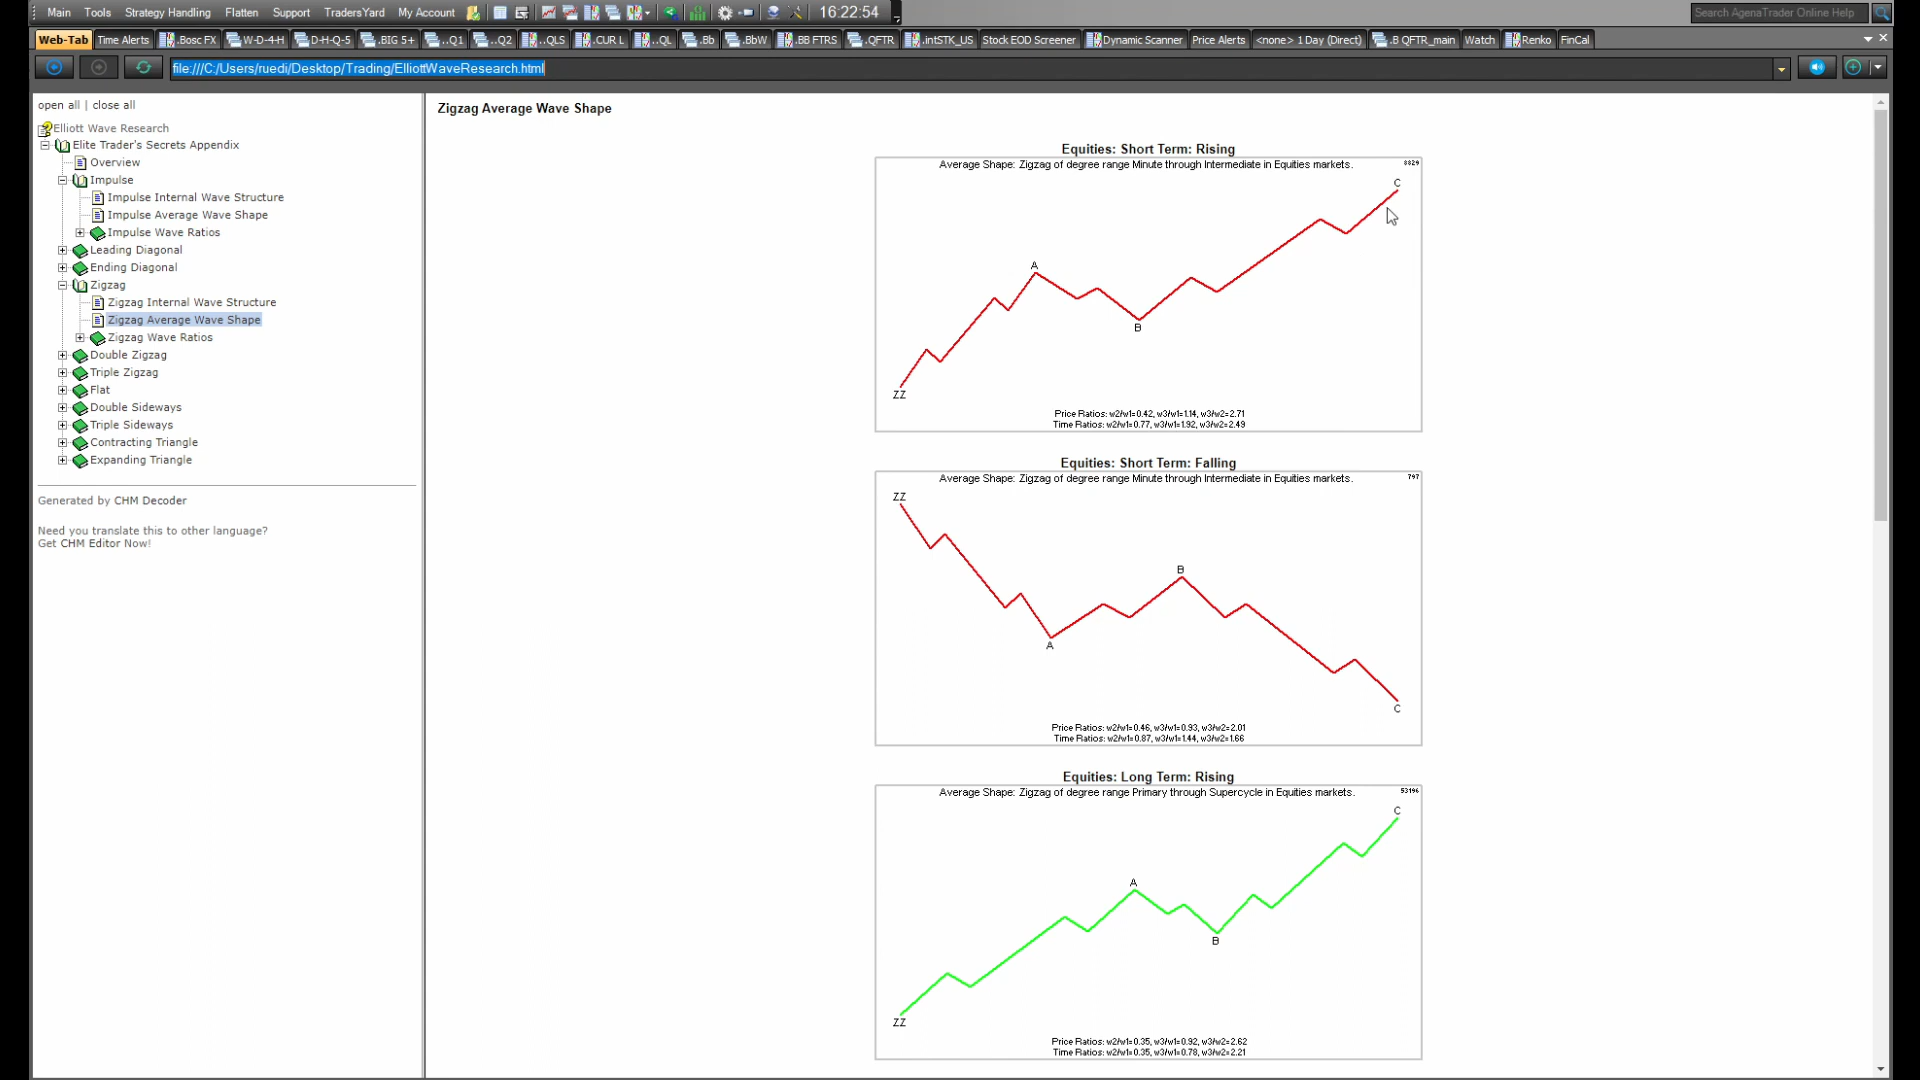 Main Tools Strategy Handling Flatten Support TradersYard My Account 16:22:54 Search AgenaTrader Online Help
Web-Tab Time Alerts .Bosc FX W-D-4-H D-H-Q-5 .BIG 5+ ..Q1 ..Q2 ..QLS .CUR L ..QL .Bb .BbW .BB FTRS .QFTR .intSTK_US Stock EOD Screener Dynamic Scanner Price Alerts <none> 1 Day (Direct) .B QFTR_main Watch Renko FinCal
file:///C:/Users/ruedi/Desktop/Trading/ElliottWaveResearch.html
open all | close all
Elliott Wave Research
Elite Trader's Secrets Appendix
Overview
Impulse
Impulse Internal Wave Structure
Impulse Average Wave Shape
Impulse Wave Ratios
Leading Diagonal
Ending Diagonal
Zigzag
Zigzag Internal Wave Structure
Zigzag Average Wave Shape
Zigzag Wave Ratios
Double Zigzag
Triple Zigzag
Flat
Double Sideways
Triple Sideways
Contracting Triangle
Expanding Triangle
Generated by CHM Decoder
Need you translate this to other language?
Get CHM Editor Now!
Zigzag Average Wave Shape
Equities: Short Term: Rising
Average Shape: Zigzag of degree range Minute through Intermediate in Equities markets. 8829
C
A
B
ZZ
Price Ratios: w2/w1=0.42, w3/w1=1.14, w3/w2=2.71
Time Ratios: w2/w1=0.77, w3/w1=1.92, w3/w2=2.49
Equities: Short Term: Falling
Average Shape: Zigzag of degree range Minute through Intermediate in Equities markets. 797
ZZ
B
A
C
Price Ratios: w2/w1=0.46, w3/w1=0.93, w3/w2=2.01
Time Ratios: w2/w1=0.87, w3/w1=1.44, w3/w2=1.66
Equities: Long Term: Rising
Average Shape: Zigzag of degree range Primary through Supercycle in Equities markets. 53196
C
A
B
ZZ
Price Ratios: w2/w1=0.35, w3/w1=0.92, w3/w2=2.62
Time Ratios: w2/w1=0.35, w3/w1=0.78, w3/w2=2.21